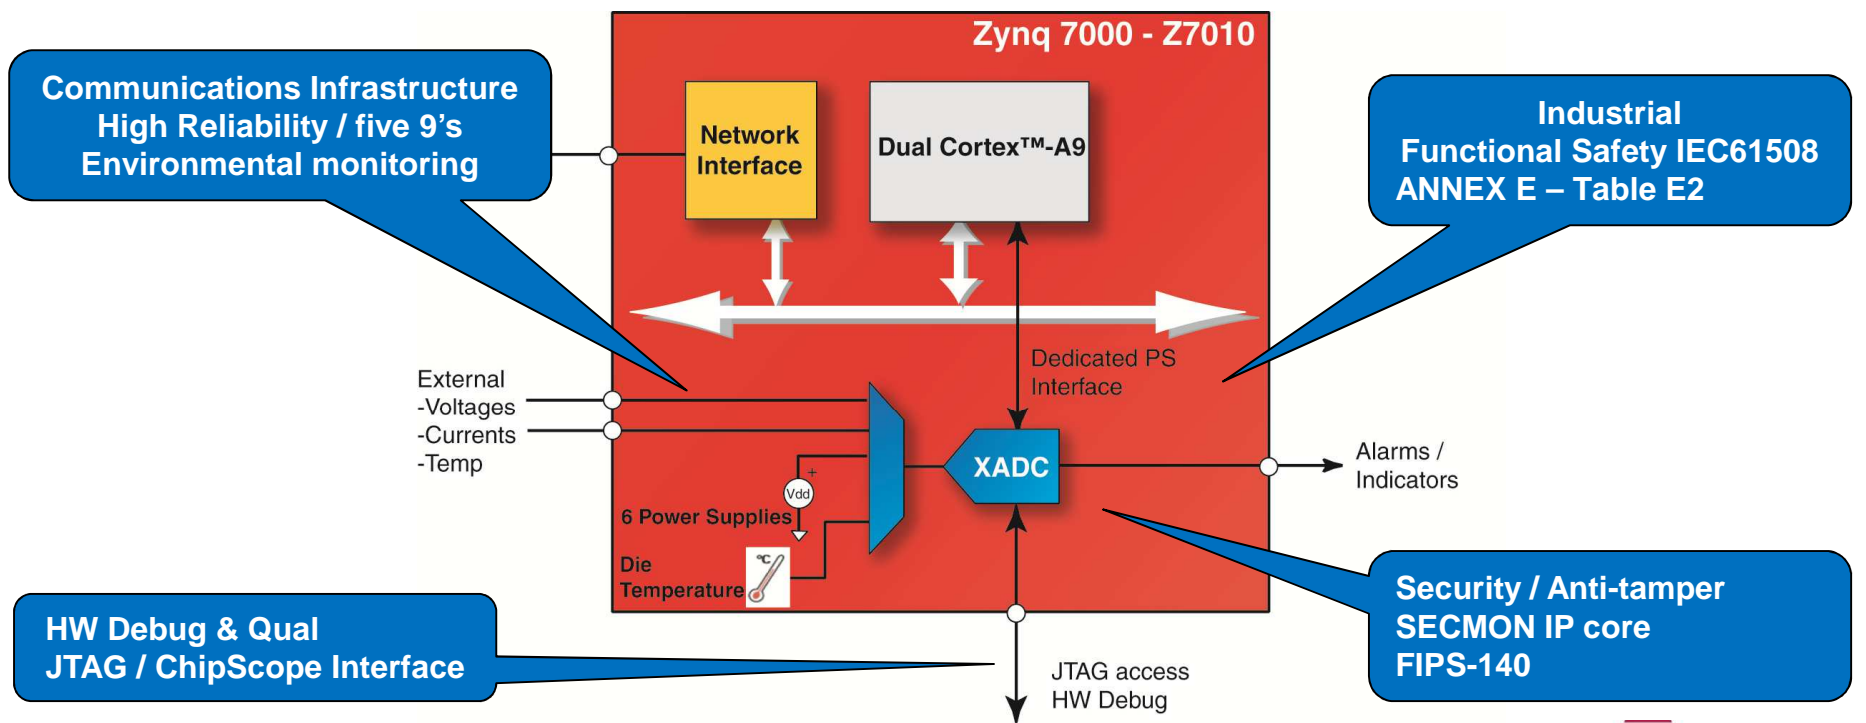 Zynq 7000 - Z7010
Communications Infrastructure
High Reliability / five 9’s
Environmental monitoring
Network
Interface
Dual Cortex™-A9
Industrial
Functional Safety IEC61508
ANNEX E – Table E2
Dedicated PS
Interface
External
-Voltages
-Currents
-Temp
XADC
Alarms /
Indicators
+
Vdd
6 Power Supplies
°C
Die
Temperature
HW Debug & Qual
JTAG / ChipScope Interface
JTAG access
HW Debug
Security / Anti-tamper
SECMON IP core
FIPS-140